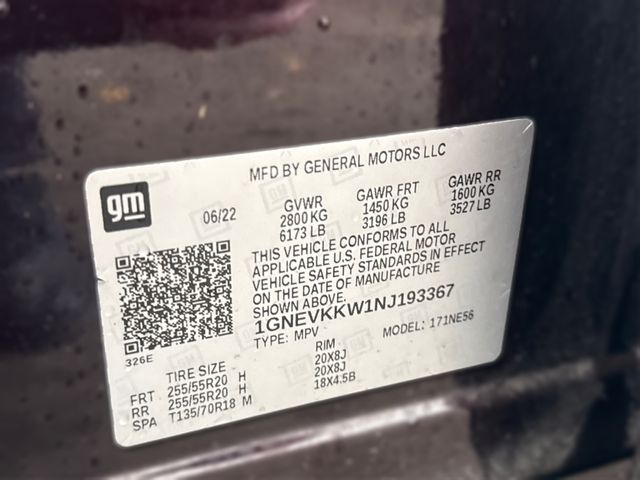 MFD BY GENERAL MOTORS LLC
gm
06/22
GVWR GAWR FRT GAWR RR
2800 KG 1450 KG 1600 KG
6173 LB 3196 LB 3527 LB
THIS VEHICLE CONFORMS TO ALL
APPLICABLE U.S. FEDERAL MOTOR
VEHICLE SAFETY STANDARDS IN EFFECT
ON THE DATE OF MANUFACTURE
SHOWN ABOVE.
1GNEVKKW1NJ193367
TYPE: MPV MODEL: 171NE56
326E
TIRE SIZE RIM
FRT 255/55R20 H 20X8J
RR 255/55R20 H 20X8J
SPA T135/70R18 M 18X4.5B